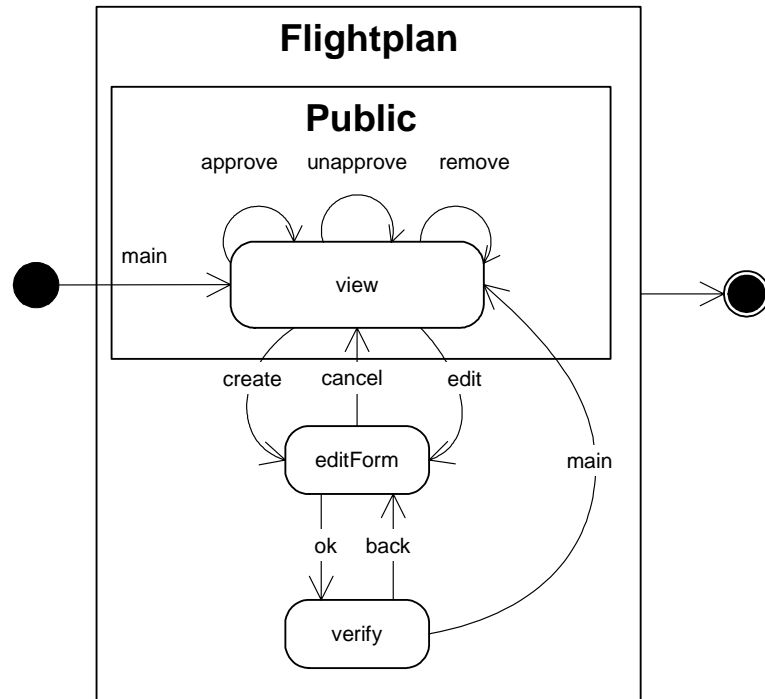 Flightplan
Public
approve
unapprove
remove
main
view
create
cancel
edit
editForm
main
ok
back
verify